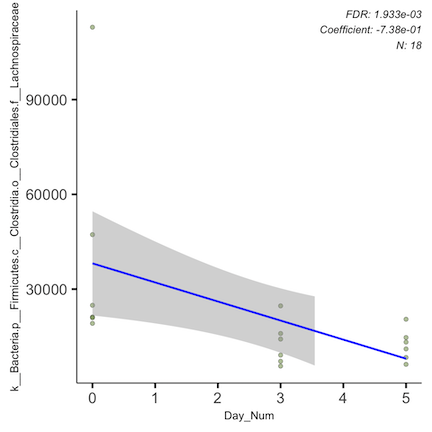 FDR: 1.933e-03
Coefficient: -7.38e-01
N: 18
k__Bacteria.p__Firmicutes.c__Clostridia.o__Clostridiales.f__Lachnospiraceae
90000
60000
30000
0 1 2 3 4 5
Day_Num